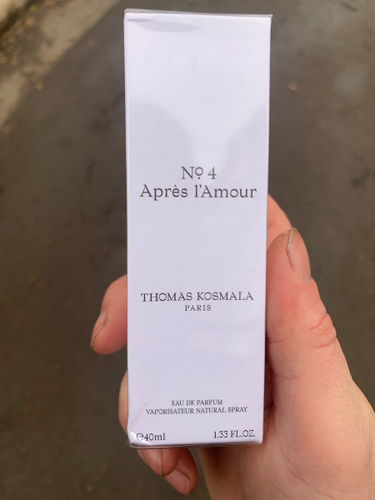 Nº 4
Après l'Amour
THOMAS KOSMALA
PARIS
EAU DE PARFUM
VAPORISATEUR NATURAL SPRAY
℮40ml 1.33 FL.OZ.